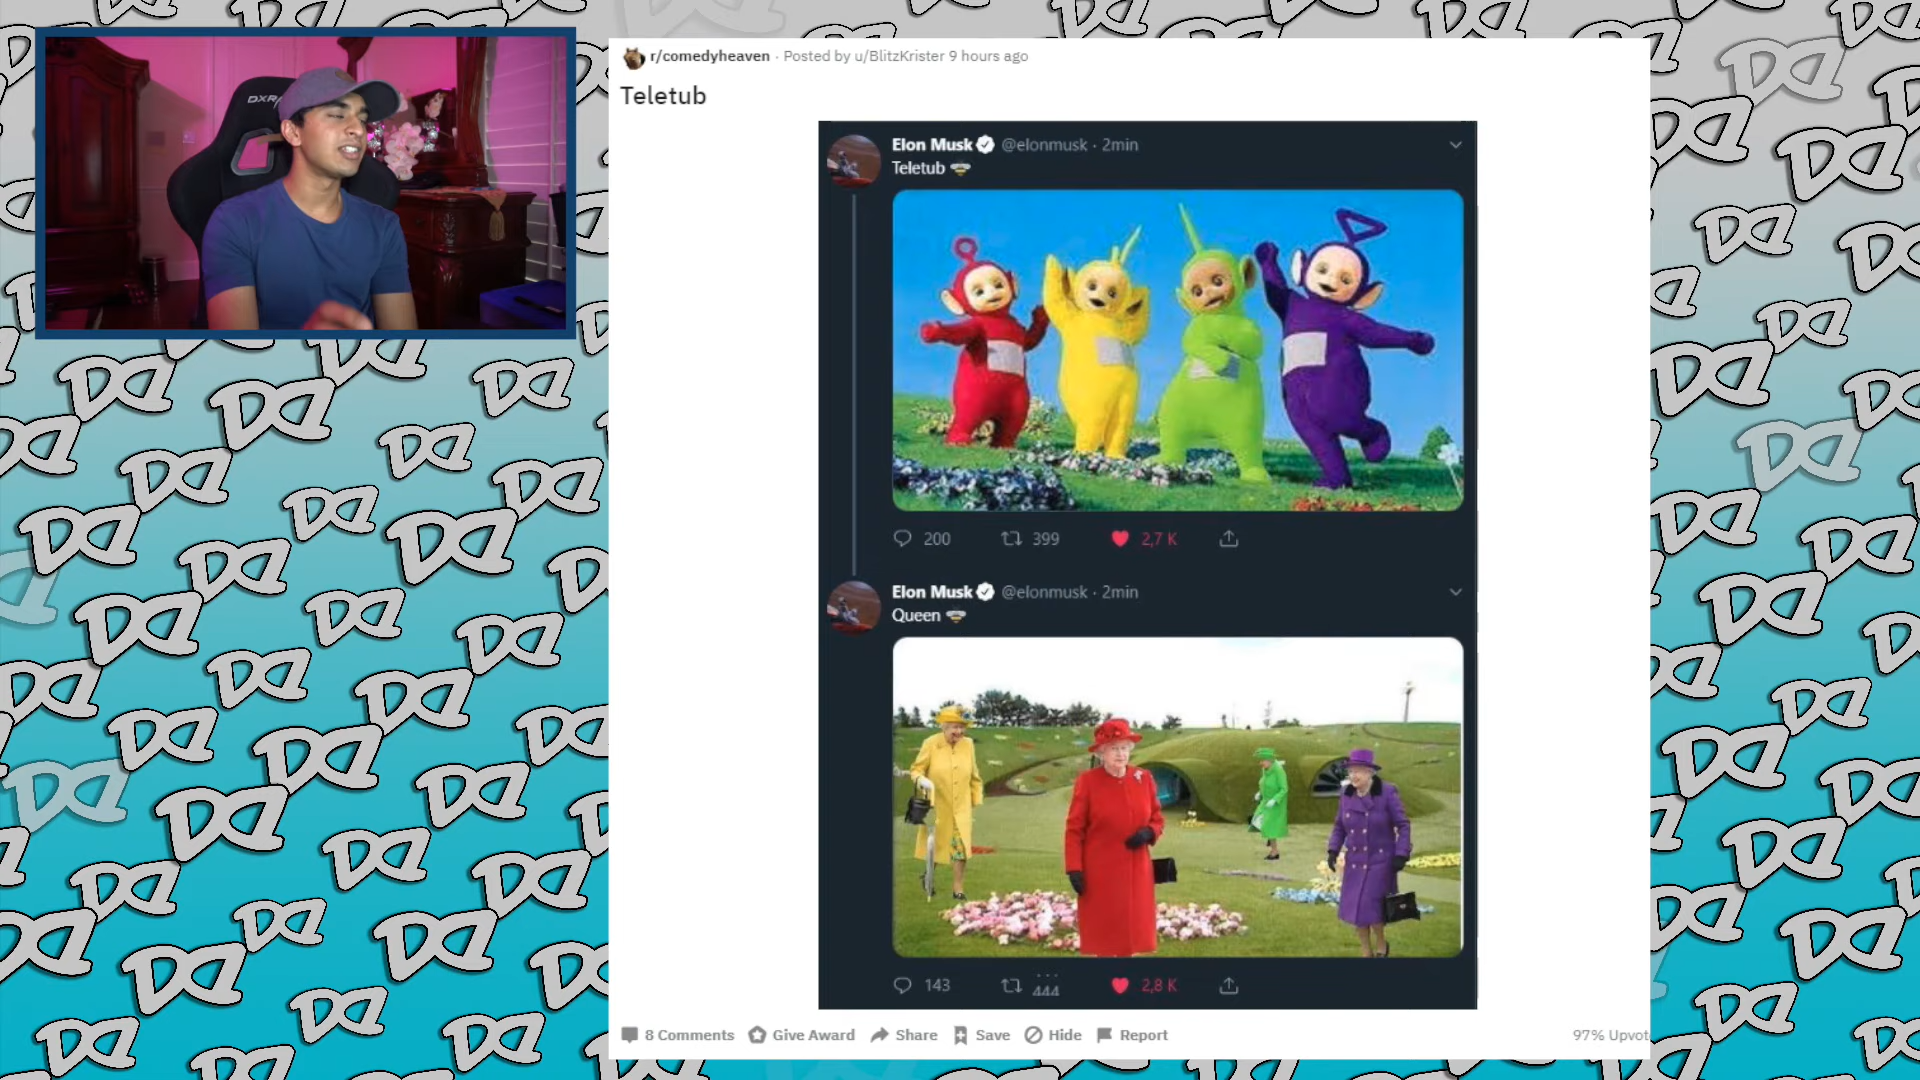 DXR
r/comedyheaven · Posted by u/BlitzKrister 9 hours ago
Teletub
Elon Musk @elonmusk · 2min
Teletub 🐝
200 399 2,7 K
Elon Musk @elonmusk · 2min
Queen 🐝
143 444 2,8 K
8 Comments Give Award Share Save Hide Report 97% Upvot